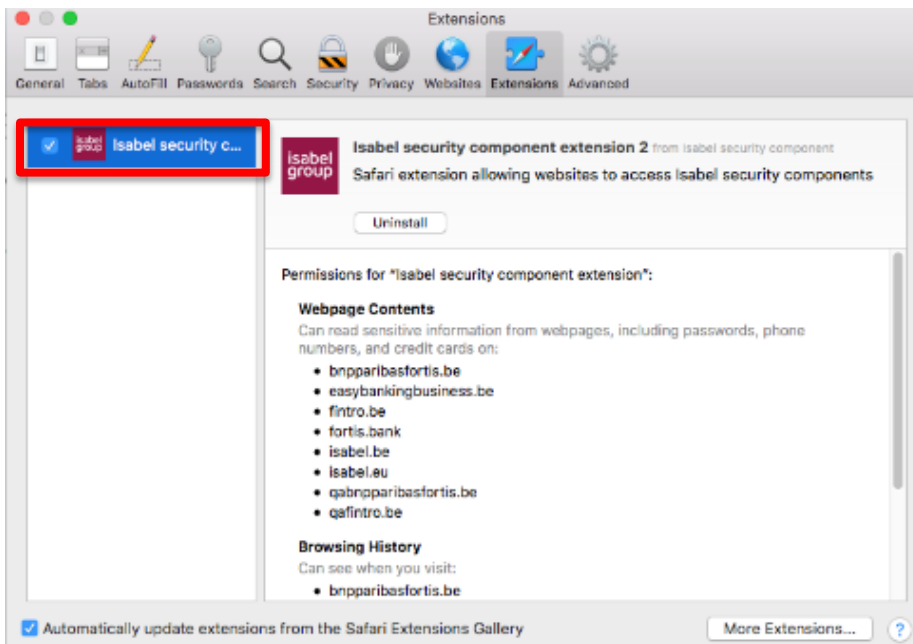 Extensions
General Tabs AutoFill Passwords Search Security Privacy Websites Extensions Advanced
isabel group Isabel security c...
isabel
group
Isabel security component extension 2 from Isabel security component
Safari extension allowing websites to access Isabel security components
Uninstall
Permissions for "Isabel security component extension":
Webpage Contents
Can read sensitive information from webpages, including passwords, phone
numbers, and credit cards on:
• bnpparibasfortis.be
• easybankingbusiness.be
• fintro.be
• fortis.bank
• isabel.be
• isabel.eu
• qabnpparibasfortis.be
• qafintro.be
Browsing History
Can see when you visit:
• bnpparibasfortis.be
Automatically update extensions from the Safari Extensions Gallery
More Extensions... ?